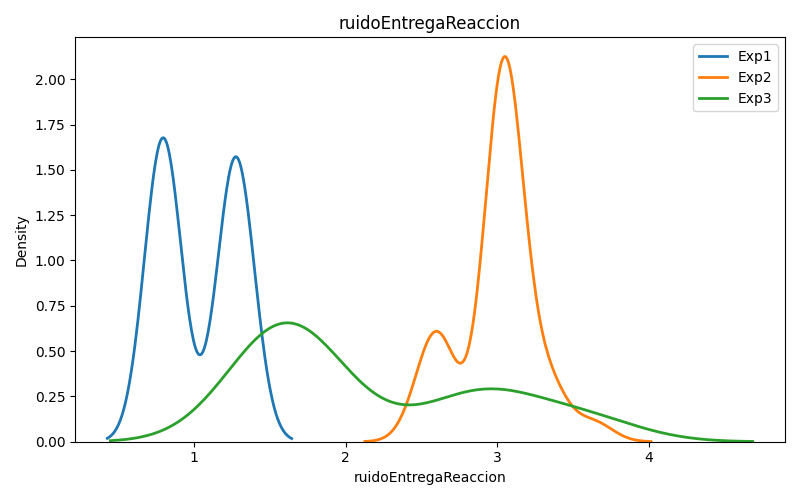 ruidoEntregaReaccion
Exp1
Exp2
Exp3
Density
2.00
1.75
1.50
1.25
1.00
0.75
0.50
0.25
0.00
1 2 3 4
ruidoEntregaReaccion